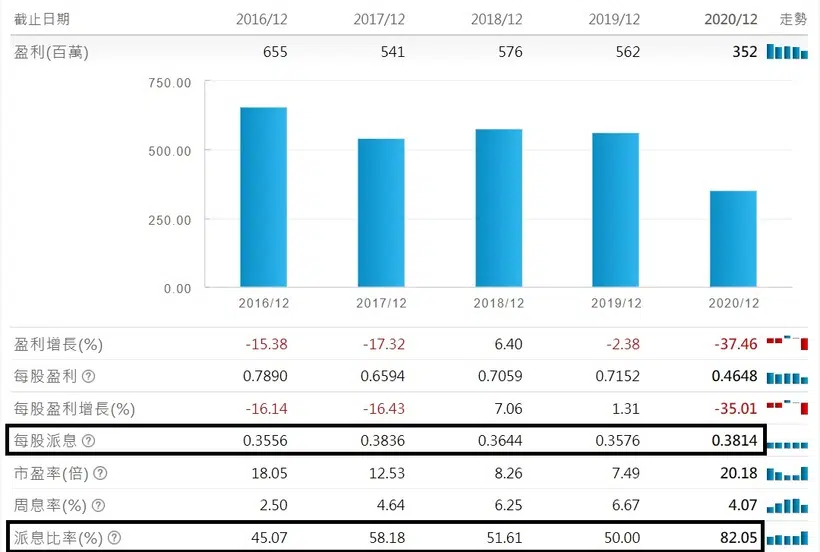 截止日期 2016/12 2017/12 2018/12 2019/12 2020/12 走勢
盈利(百萬) 655 541 576 562 352
750.00
500.00
250.00
0.00
2016/12 2017/12 2018/12 2019/12 2020/12
盈利增長(%) -15.38 -17.32 6.40 -2.38 -37.46
每股盈利 ? 0.7890 0.6594 0.7059 0.7152 0.4648
每股盈利增長(%) -16.14 -16.43 7.06 1.31 -35.01
每股派息 ? 0.3556 0.3836 0.3644 0.3576 0.3814
市盈率(倍) ? 18.05 12.53 8.26 7.49 20.18
周息率(%) ? 2.50 4.64 6.25 6.67 4.07
派息比率(%) ? 45.07 58.18 51.61 50.00 82.05